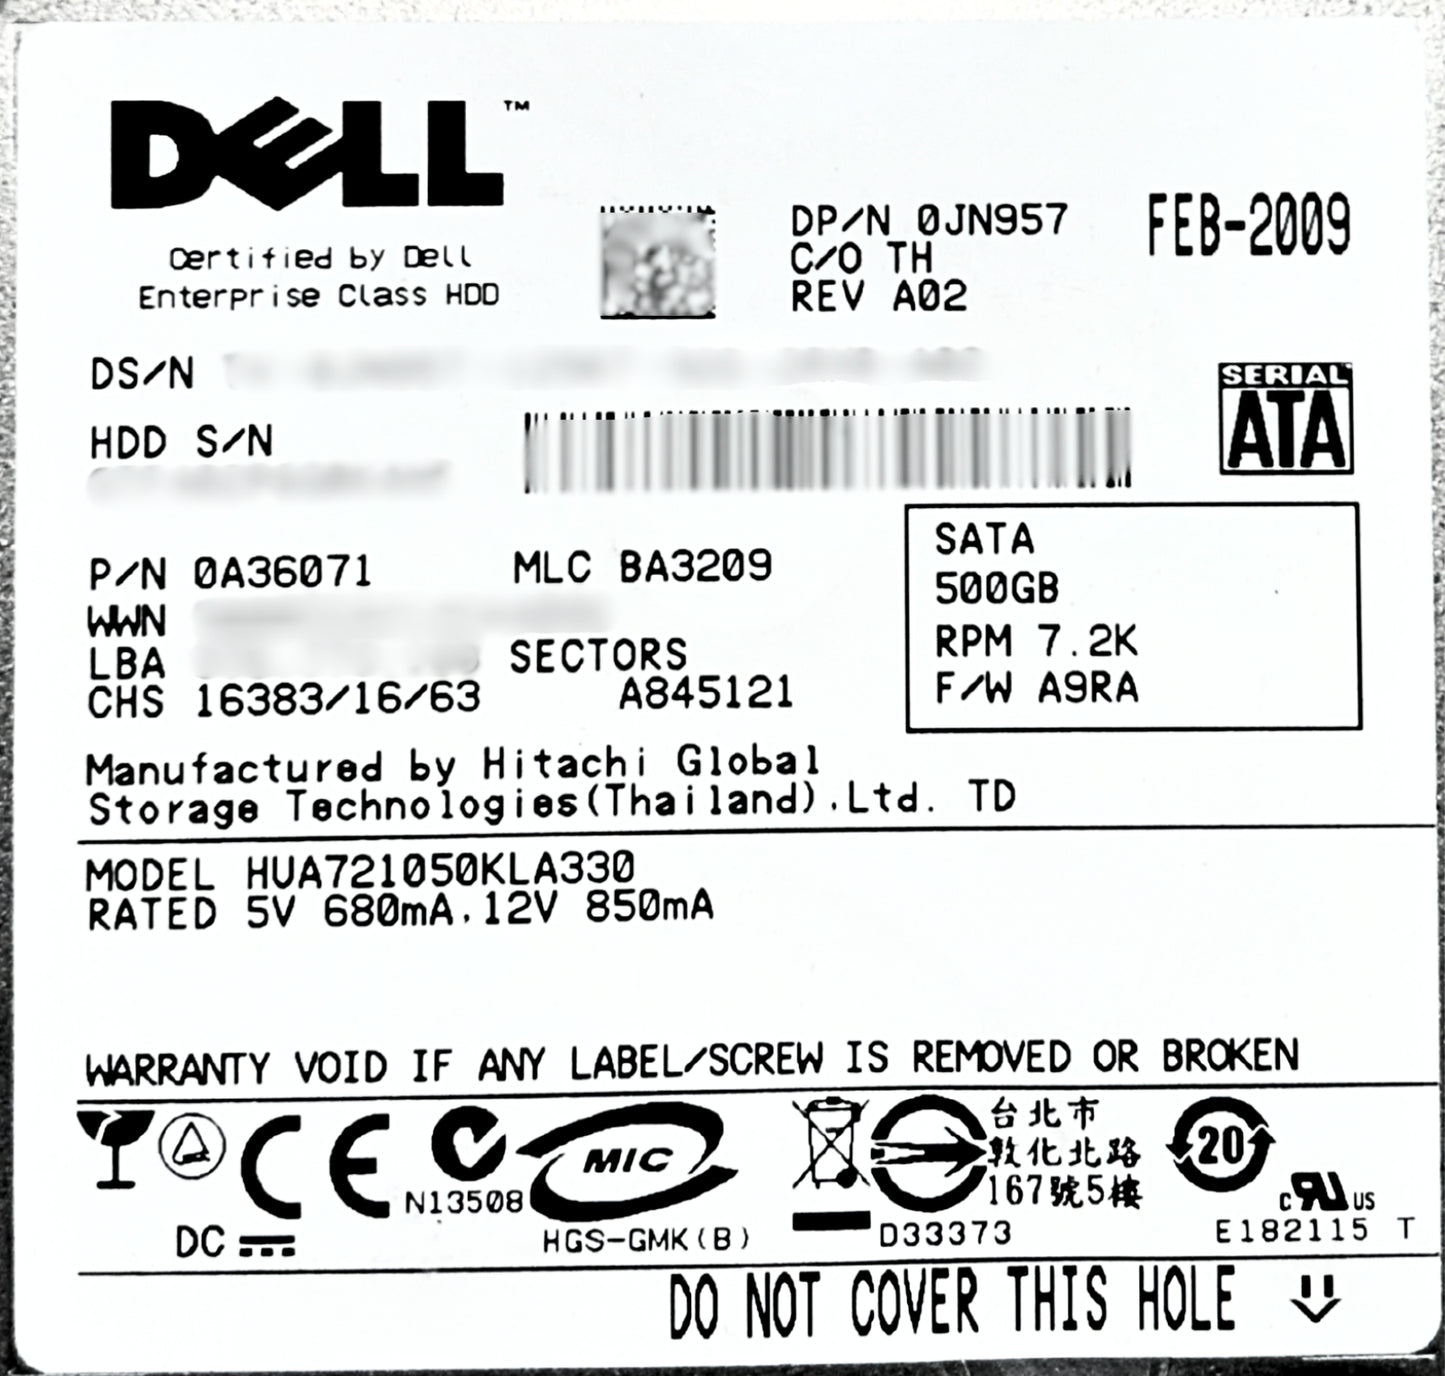 DELL™
Certified by Dell
Enterprise Class HDD
DP/N 0JN957
C/O TH
REV A02
FEB-2009
DS/N
HDD S/N
SERIAL
ATA
P/N 0A36071 MLC BA3209
WWN
LBA SECTORS
CHS 16383/16/63 A845121
SATA
500GB
RPM 7.2K
F/W A9RA
Manufactured by Hitachi Global
Storage Technologies(Thailand).Ltd. TD
MODEL HUA721050KLA330
RATED 5V 680mA.12V 850mA
WARRANTY VOID IF ANY LABEL/SCREW IS REMOVED OR BROKEN
CE
DC
N13508
MIC
HGS-GMK(B)
D33373
台北市
敦化北路
167號5樓
20
c RU US
E182115 T
DO NOT COVER THIS HOLE